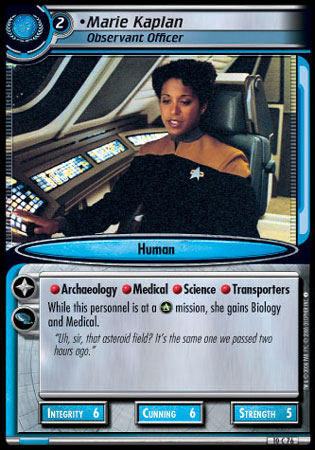 2
•Marie Kaplan
Observant Officer
Human
Archaeology Medical Science Transporters
While this personnel is at a mission, she gains Biology
and Medical.
"Uh, sir, that asteroid field? It's the same one we passed two
hours ago."
Integrity 6 Cunning 6 Strength 5
10 C 76